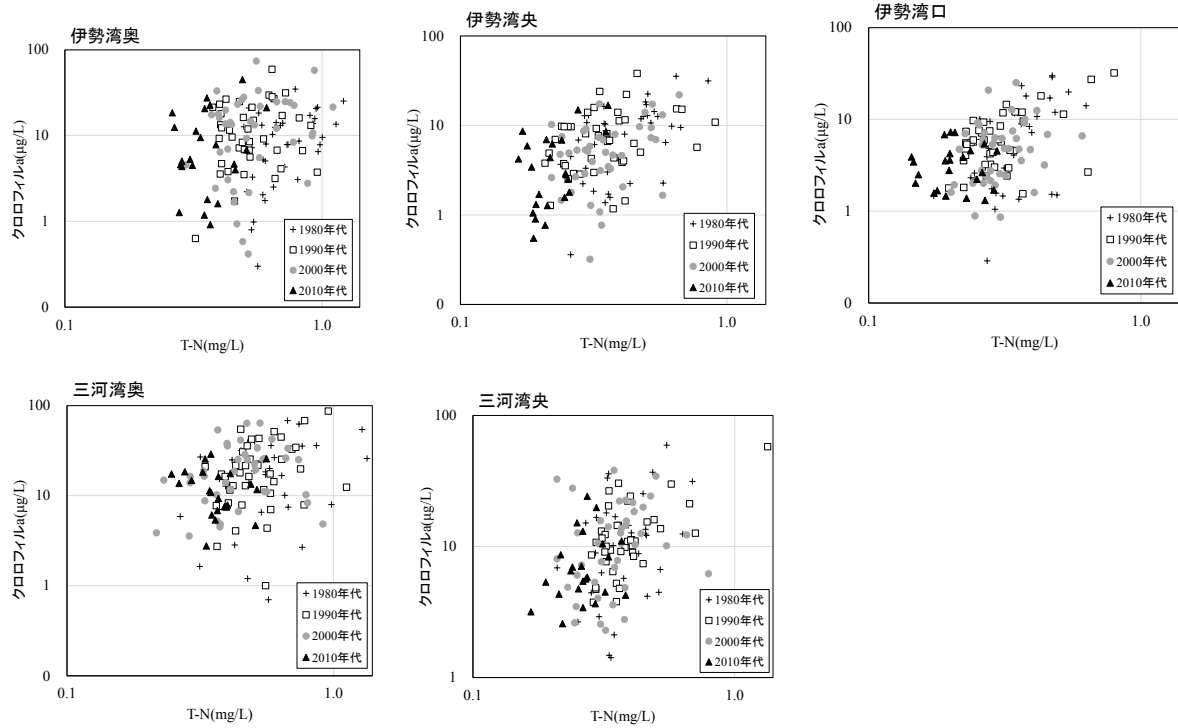 伊勢湾奥
100
10
1
0
0.1
1.0
クロロフィルa(μg/L)
T-N(mg/L)
+1980年代
□1990年代
●2000年代
▲2010年代
伊勢湾央
100
10
1
0
0.1
1.0
クロロフィルa(μg/L)
T-N(mg/L)
+1980年代
□1990年代
●2000年代
▲2010年代
伊勢湾口
100
10
1
0
0.1
1.0
クロロフィルa(μg/L)
T-N(mg/L)
+1980年代
□1990年代
●2000年代
▲2010年代
三河湾奥
100
10
1
0
0.1
1.0
クロロフィルa(μg/L)
T-N(mg/L)
+1980年代
□1990年代
●2000年代
▲2010年代
三河湾央
100
10
1
0.1
1.0
クロロフィルa(μg/L)
T-N(mg/L)
+1980年代
□1990年代
●2000年代
▲2010年代